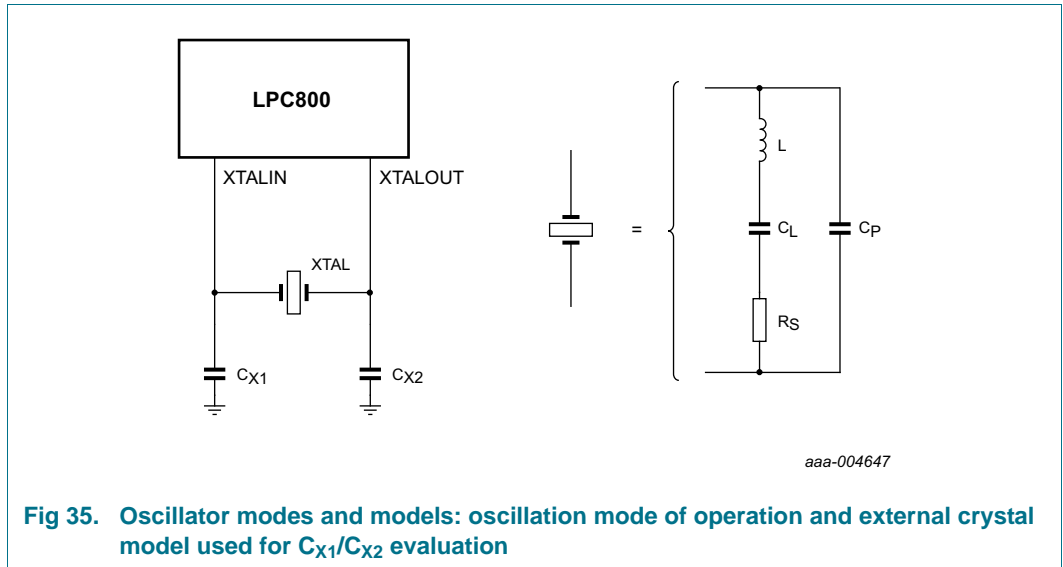 LPC800
XTALIN
XTALOUT
XTAL
CX1
CX2
=
L
CL
CP
RS
aaa-004647
Fig 35. Oscillator modes and models: oscillation mode of operation and external crystal
model used for CX1/CX2 evaluation